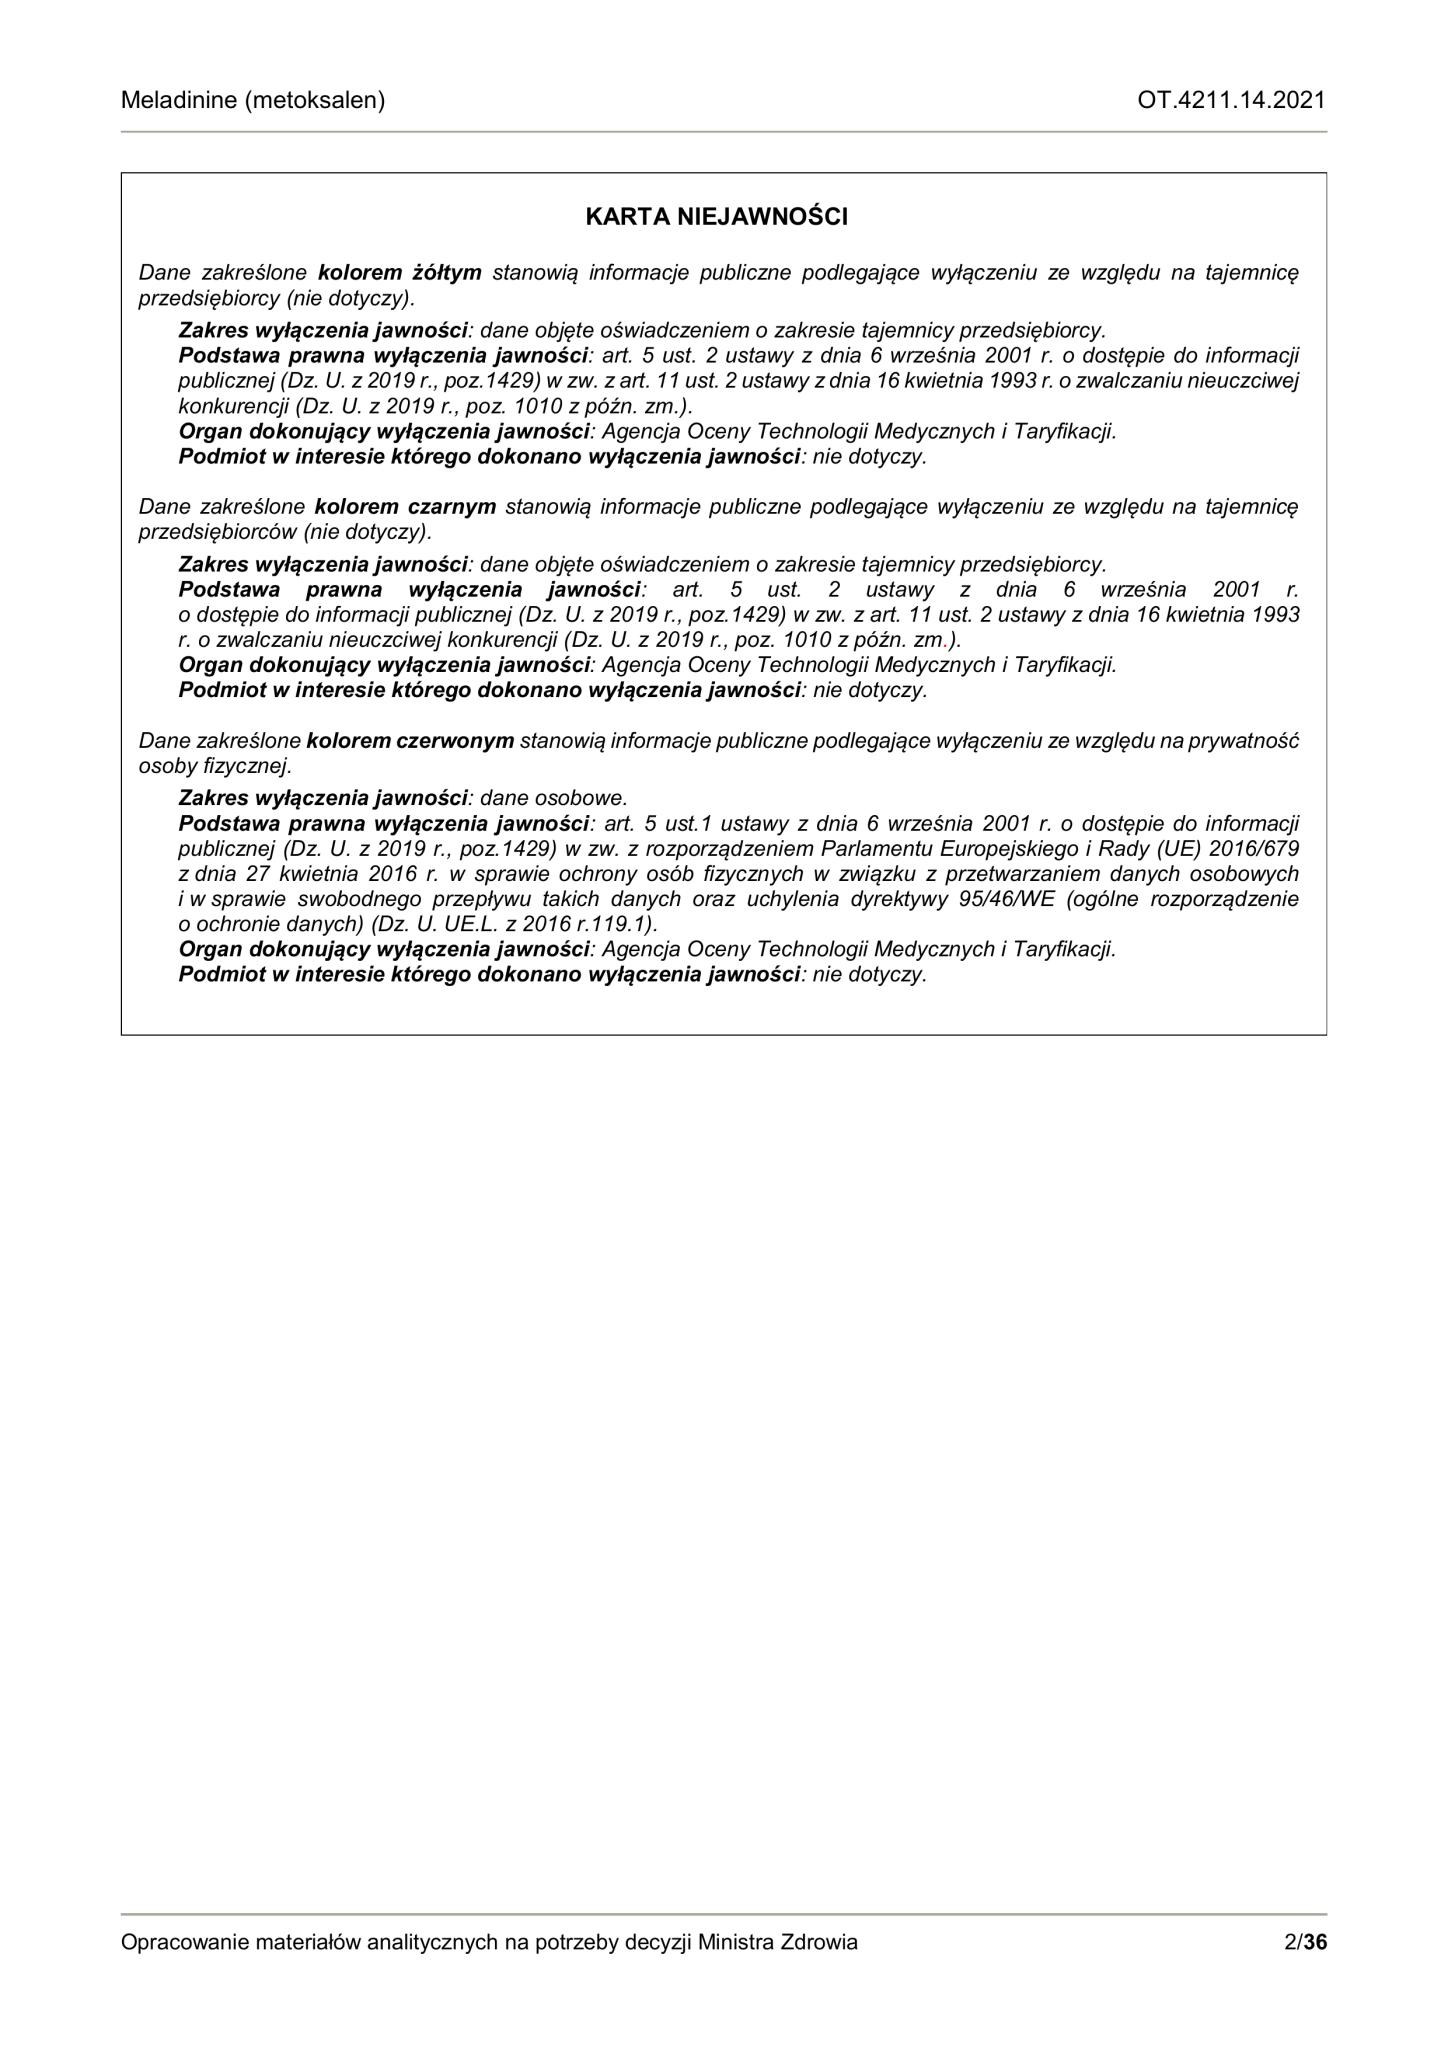 Meladinine (metoksalen) OT.4211.14.2021
KARTA NIEJAWNOŚCI
Dane zakreślone kolorem żółtym stanowią informacje publiczne podlegające wyłączeniu ze względu na tajemnicę
przedsiębiorcy (nie dotyczy).
Zakres wyłączenia jawności: dane objęte oświadczeniem o zakresie tajemnicy przedsiębiorcy.
Podstawa prawna wyłączenia jawności: art. 5 ust. 2 ustawy z dnia 6 września 2001 r. o dostępie do informacji
publicznej (Dz. U. z 2019 r., poz.1429) w zw. z art. 11 ust. 2 ustawy z dnia 16 kwietnia 1993 r. o zwalczaniu nieuczciwej
konkurencji (Dz. U. z 2019 r., poz. 1010 z późn. zm.).
Organ dokonujący wyłączenia jawności: Agencja Oceny Technologii Medycznych i Taryfikacji.
Podmiot w interesie którego dokonano wyłączenia jawności: nie dotyczy.
Dane zakreślone kolorem czarnym stanowią informacje publiczne podlegające wyłączeniu ze względu na tajemnicę
przedsiębiorców (nie dotyczy).
Zakres wyłączenia jawności: dane objęte oświadczeniem o zakresie tajemnicy przedsiębiorcy.
Podstawa prawna wyłączenia jawności: art. 5 ust. 2 ustawy z dnia 6 września 2001 r.
o dostępie do informacji publicznej (Dz. U. z 2019 r., poz.1429) w zw. z art. 11 ust. 2 ustawy z dnia 16 kwietnia 1993
r. o zwalczaniu nieuczciwej konkurencji (Dz. U. z 2019 r., poz. 1010 z późn. zm.).
Organ dokonujący wyłączenia jawności: Agencja Oceny Technologii Medycznych i Taryfikacji.
Podmiot w interesie którego dokonano wyłączenia jawności: nie dotyczy.
Dane zakreślone kolorem czerwonym stanowią informacje publiczne podlegające wyłączeniu ze względu na prywatność
osoby fizycznej.
Zakres wyłączenia jawności: dane osobowe.
Podstawa prawna wyłączenia jawności: art. 5 ust.1 ustawy z dnia 6 września 2001 r. o dostępie do informacji
publicznej (Dz. U. z 2019 r., poz.1429) w zw. z rozporządzeniem Parlamentu Europejskiego i Rady (UE) 2016/679
z dnia 27 kwietnia 2016 r. w sprawie ochrony osób fizycznych w związku z przetwarzaniem danych osobowych
i w sprawie swobodnego przepływu takich danych oraz uchylenia dyrektywy 95/46/WE (ogólne rozporządzenie
o ochronie danych) (Dz. U. UE.L. z 2016 r.119.1).
Organ dokonujący wyłączenia jawności: Agencja Oceny Technologii Medycznych i Taryfikacji.
Podmiot w interesie którego dokonano wyłączenia jawności: nie dotyczy.
Opracowanie materiałów analitycznych na potrzeby decyzji Ministra Zdrowia 2/36